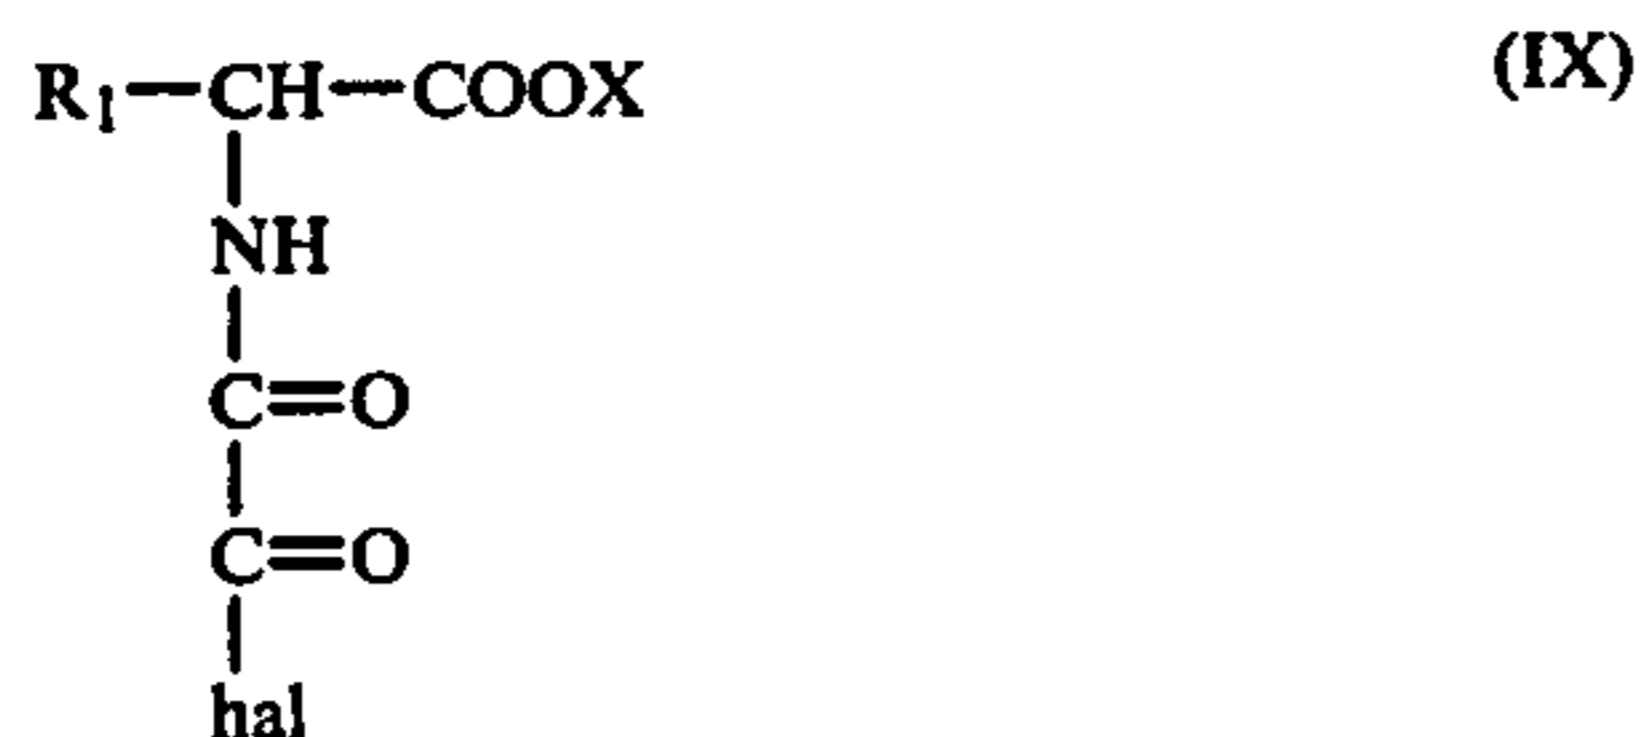 R₁—CH—COOX (IX)
NH
C=O
C=O
hal